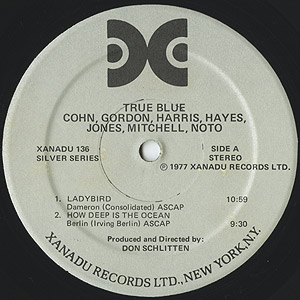 TRUE BLUE
COHN, GORDON, HARRIS, HAYES,
JONES, MITCHELL, NOTO
XANADU 136
SILVER SERIES
SIDE A
STEREO
℗ 1977 XANADU RECORDS LTD.
1. LADYBIRD 10:59
Dameron (Consolidated) ASCAP
2. HOW DEEP IS THE OCEAN
Berlin (Irving Berlin) ASCAP 9:30
Produced and Directed by:
DON SCHLITTEN
XANADU RECORDS LTD., NEW YORK, N.Y.